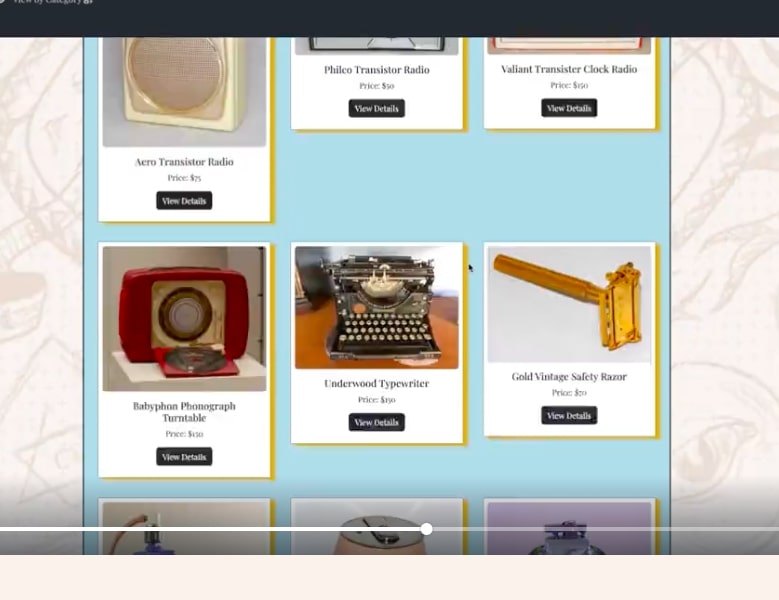 View by Category
Philco Transistor Radio
Price: $50
View Details
Valiant Transister Clock Radio
Price: $150
View Details
Aero Transistor Radio
Price: $75
View Details
Babyphon Phonograph
Turntable
Price: $150
View Details
Underwood Typewriter
Price: $190
View Details
Gold Vintage Safety Razor
Price: $70
View Details